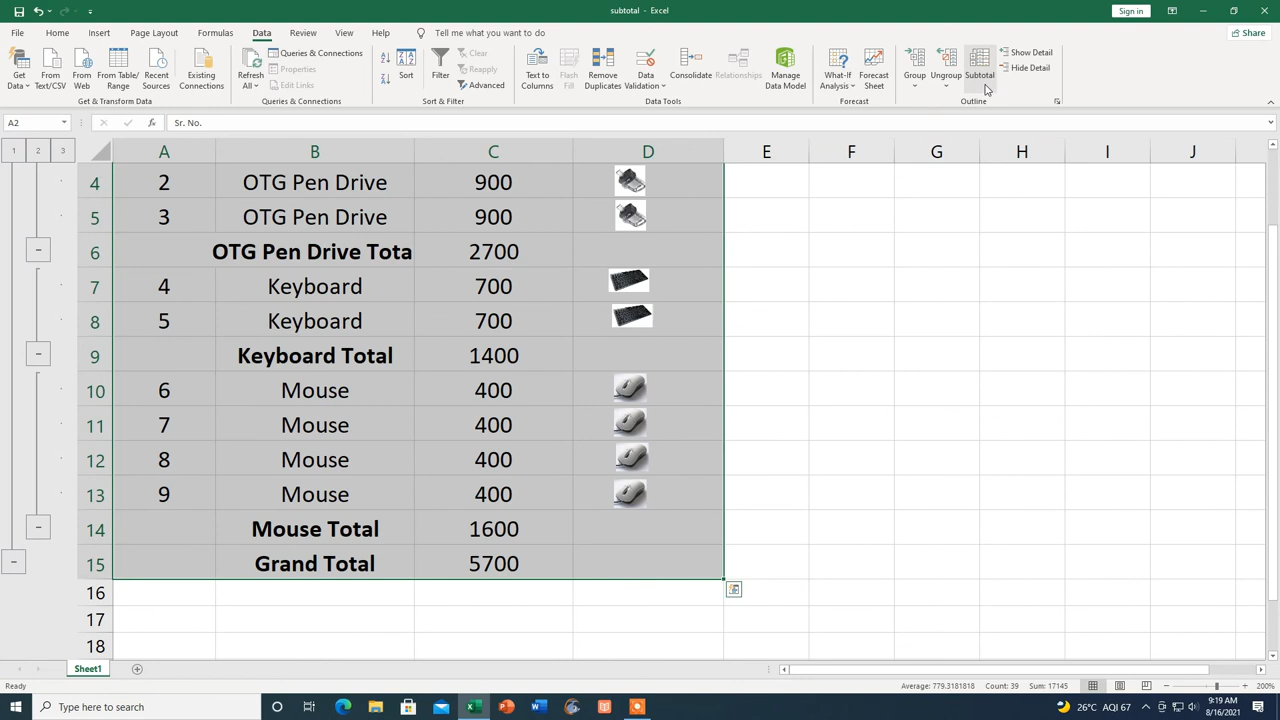 subtotal - Excel
Sign in
File Home Insert Page Layout Formulas Data Review View Help Tell me what you want to do
Share
Get Data From Text/CSV From Web From Table/ Range Recent Sources Existing Connections
Get & Transform Data
Refresh All Queries & Connections Properties Edit Links
Queries & Connections
Sort Filter Clear Reapply Advanced
Sort & Filter
Text to Columns Flash Fill Remove Duplicates Data Validation Consolidate Relationships Manage Data Model
Data Tools
What-If Analysis Forecast Sheet
Forecast
Group Ungroup Subtotal Show Detail Hide Detail
Outline
A2 fx Sr. No.
1 2 3 A B C D E F G H I J
4 2 OTG Pen Drive 900
5 3 OTG Pen Drive 900
6 OTG Pen Drive Tota 2700
7 4 Keyboard 700
8 5 Keyboard 700
9 Keyboard Total 1400
10 6 Mouse 400
11 7 Mouse 400
12 8 Mouse 400
13 9 Mouse 400
14 Mouse Total 1600
15 Grand Total 5700
16
17
18
Sheet1
Ready Average: 779.3181818 Count: 39 Sum: 17145 200%
Type here to search 26°C AQI 67 9:19 AM
8/16/2021